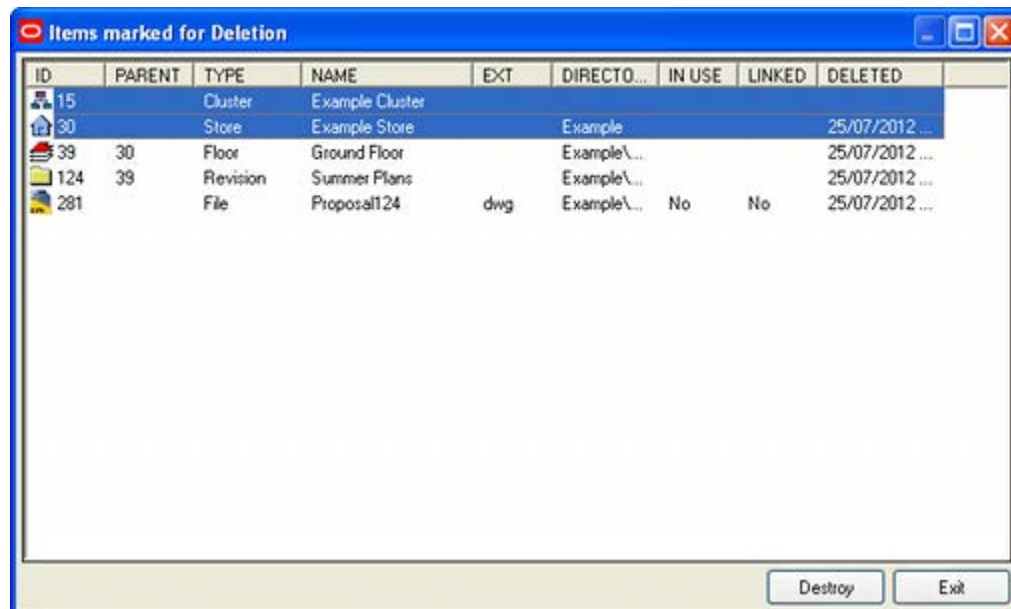 Items marked for Deletion
ID PARENT TYPE NAME EXT DIRECTO... IN USE LINKED DELETED
15 Cluster Example Cluster
30 Store Example Store Example 25/07/2012 ...
39 30 Floor Ground Floor Example\... 25/07/2012 ...
124 39 Revision Summer Plans Example\... 25/07/2012 ...
281 File Proposal124 dwg Example\... No No 25/07/2012 ...
Destroy Exit